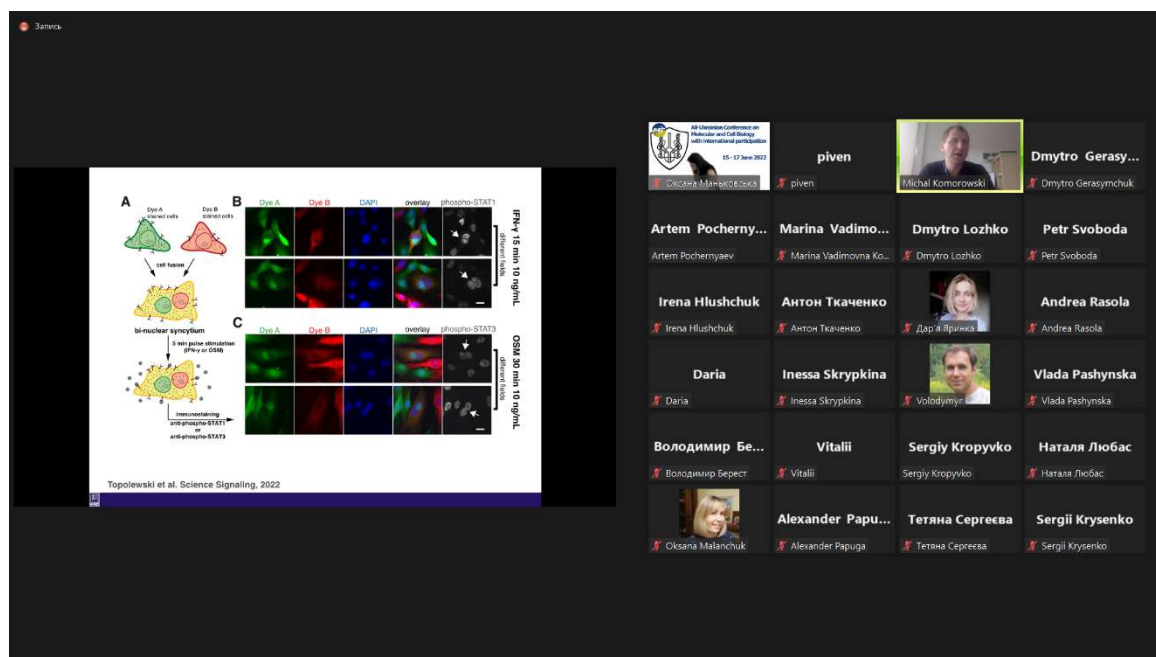 Запись
A
Dye A
stained cells
Dye B
stained cells
cell fusion
bi-nuclear syncytium
5 min pulse stimulation
(IFN-γ or OSM)
immunostaining
anti-phospho-STAT1
or
anti-phospho-STAT3
B
Dye A Dye B DAPI overlay phospho-STAT1
different fields
IFN-γ 15 min 10 ng/mL
C
Dye A Dye B DAPI overlay phospho-STAT3
different fields
OSM 30 min 10 ng/mL
Topolewski et al. Science Signaling, 2022
All-Ukrainian Conference on
Molecular and Cell Biology
with international participation
15 - 17 June 2022
Оксана Маньковська
piven
piven
Michal Komorowski
Dmytro Gerasy...
Dmytro Gerasymchuk
Artem Pocherny...
Artem Pochernyaev
Marina Vadimo...
Marina Vadimovna Ko...
Dmytro Lozhko
Dmytro Lozhko
Petr Svoboda
Petr Svoboda
Irena Hlushchuk
Irena Hlushchuk
Антон Ткаченко
Антон Ткаченко
Дар'я Яринка
Andrea Rasola
Andrea Rasola
Daria
Daria
Inessa Skrypkina
Inessa Skrypkina
Volodymyr
Vlada Pashynska
Vlada Pashynska
Володимир Бе...
Володимир Берест
Vitalii
Vitalii
Sergiy Kropyvko
Sergiy Kropyvko
Наталя Любас
Наталя Любас
Oksana Malanchuk
Alexander Papu...
Alexander Papuga
Тетяна Сергеєва
Тетяна Сергеєва
Sergii Krysenko
Sergii Krysenko